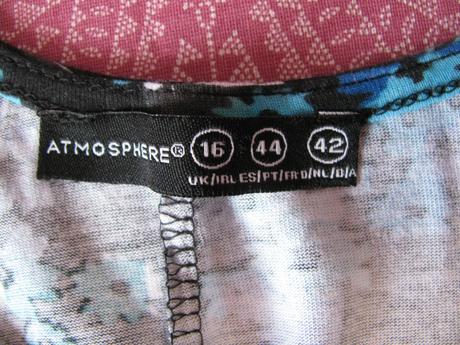 ATMOSPHERE® 16 44 42
UK/IRL ES/PT/FR D/NL/B/A